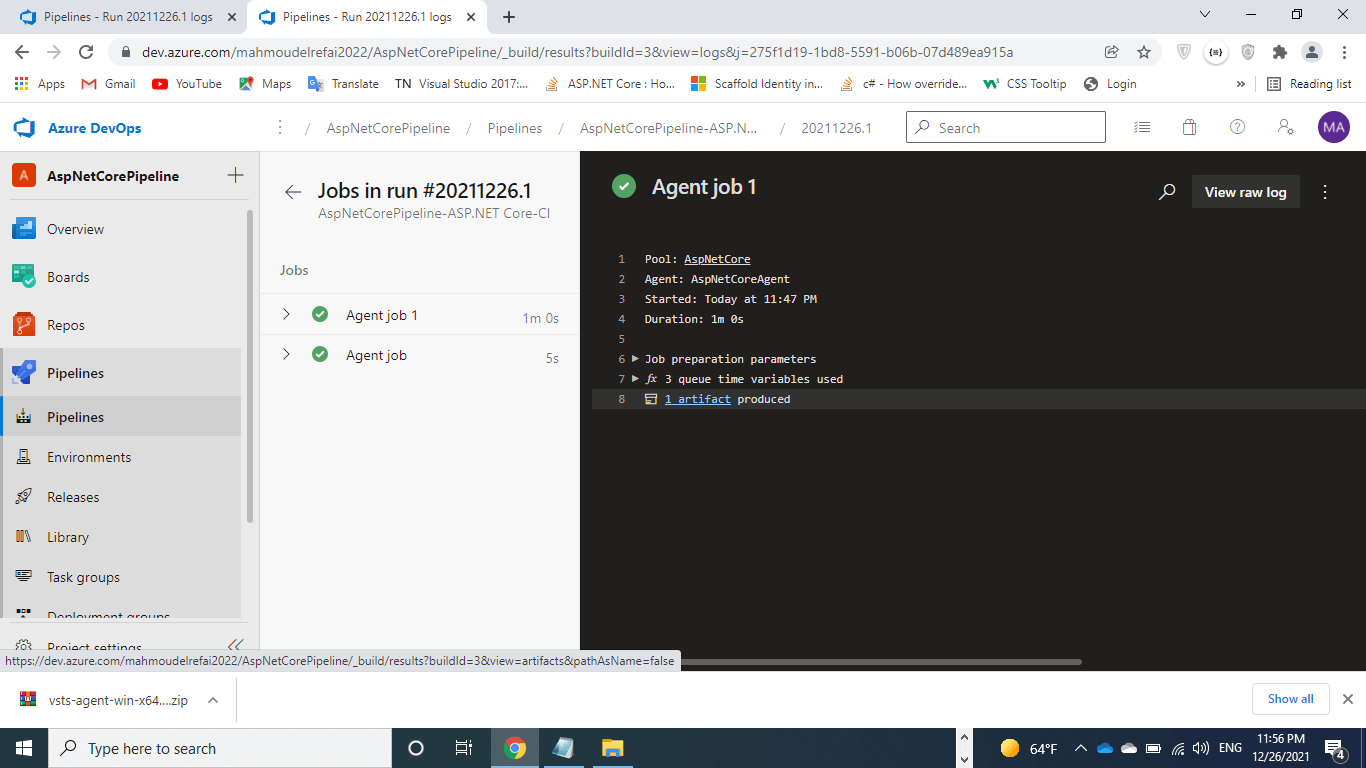 Pipelines - Run 20211226.1 logs
Pipelines - Run 20211226.1 logs
dev.azure.com/mahmoudelrefai2022/AspNetCorePipeline/_build/results?buildId=3&view=logs&j=275f1d19-1bd8-5591-b06b-07d489ea915a
Apps
Gmail
YouTube
Maps
Translate
TN Visual Studio 2017:...
ASP.NET Core : Ho...
Scaffold Identity in...
c# - How override...
CSS Tooltip
Login
»
Reading list
Azure DevOps
/ AspNetCorePipeline / Pipelines / AspNetCorePipeline-ASP.N... / 20211226.1
Search
MA
A AspNetCorePipeline
Overview
Boards
Repos
Pipelines
Pipelines
Environments
Releases
Library
Task groups
Deployment groups
Project settings
Jobs in run #20211226.1
AspNetCorePipeline-ASP.NET Core-CI
Jobs
Agent job 1 1m 0s
Agent job 5s
Agent job 1
View raw log
1 Pool: AspNetCore
2 Agent: AspNetCoreAgent
3 Started: Today at 11:47 PM
4 Duration: 1m 0s
5
6 Job preparation parameters
7 fx 3 queue time variables used
8 1 artifact produced
https://dev.azure.com/mahmoudelrefai2022/AspNetCorePipeline/_build/results?buildId=3&view=artifacts&pathAsName=false
vsts-agent-win-x64....zip
Show all
Type here to search
64°F
ENG
11:56 PM
12/26/2021
4